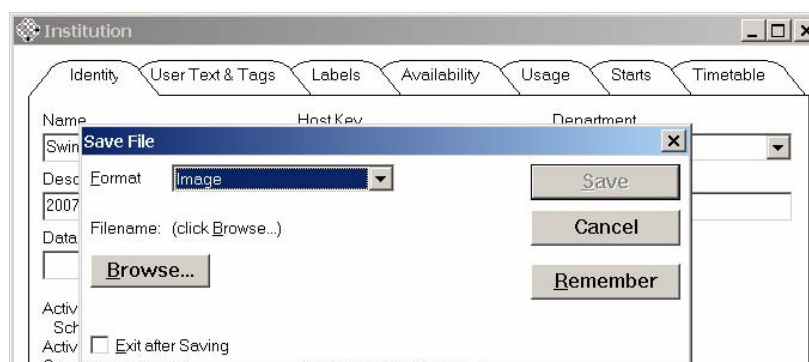 Institution
Identity User Text & Tags Labels Availability Usage Starts Timetable
Name Host Key Department
Swin
Save File
Desc
Format Image Save
2007
Filename: (click Browse...) Cancel
Data
Browse... Remember
Activ
Sch
Activ
Exit after Saving